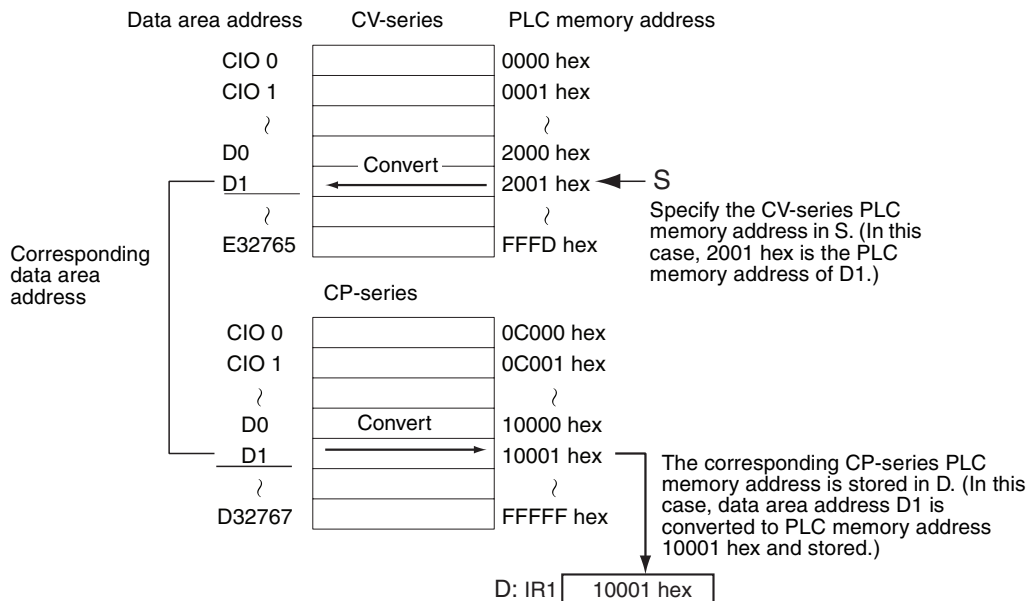 Data area address CV-series PLC memory address
CIO 0 0000 hex
CIO 1 0001 hex
~ ~
D0 2000 hex
D1 Convert 2001 hex S
~ ~
E32765 FFFD hex
Specify the CV-series PLC
memory address in S. (In this
case, 2001 hex is the PLC
memory address of D1.)
Corresponding
data area
address
CP-series
CIO 0 0C000 hex
CIO 1 0C001 hex
~ ~
D0 Convert 10000 hex
D1 10001 hex
~ ~
D32767 FFFFF hex
The corresponding CP-series PLC
memory address is stored in D. (In this
case, data area address D1 is
converted to PLC memory address
10001 hex and stored.)
D: IR1 10001 hex